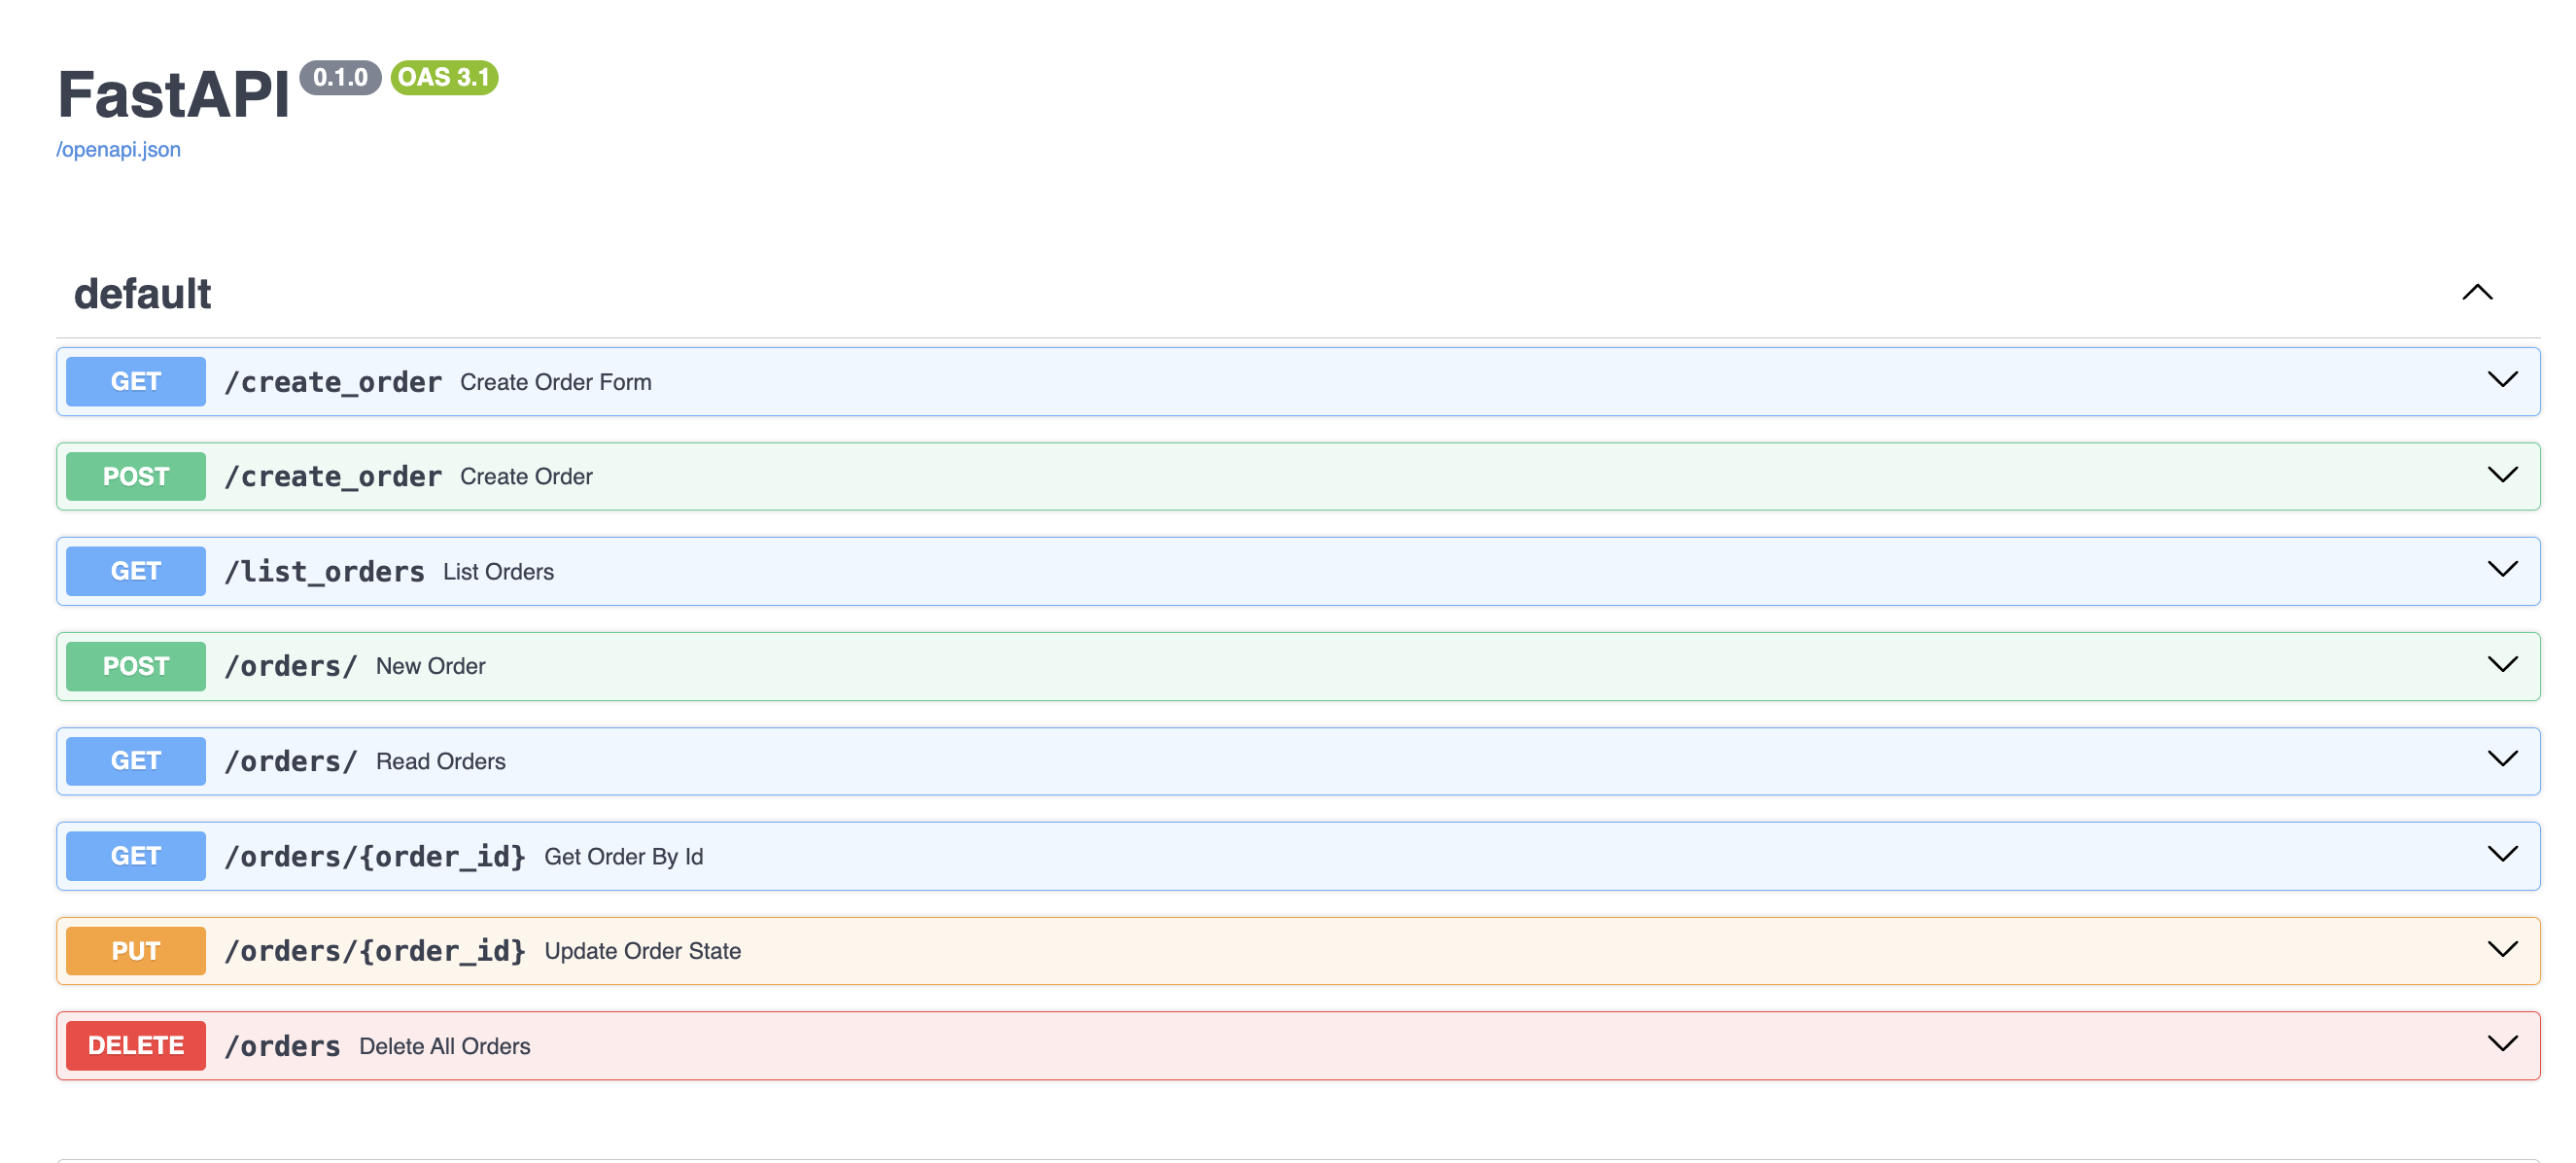 FastAPI 0.1.0 OAS 3.1
/openapi.json
default
GET /create_order Create Order Form
POST /create_order Create Order
GET /list_orders List Orders
POST /orders/ New Order
GET /orders/ Read Orders
GET /orders/{order_id} Get Order By Id
PUT /orders/{order_id} Update Order State
DELETE /orders Delete All Orders